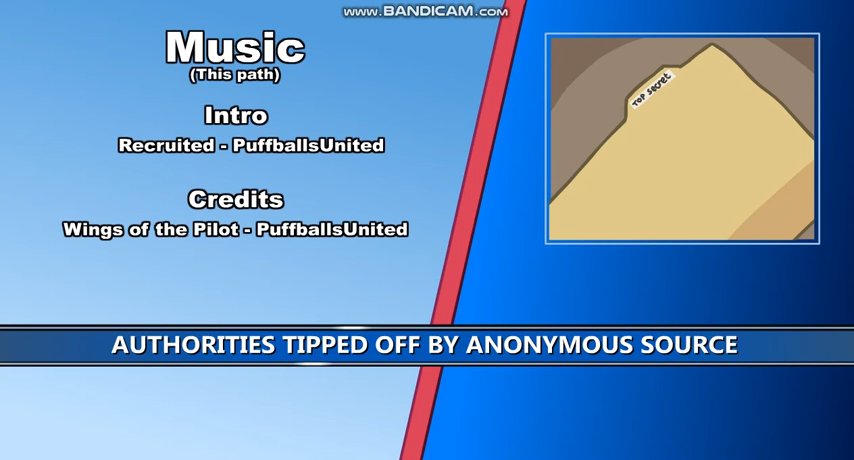 www.BANDICAM.com
Music
(This path)
Intro
Recruited - PuffballsUnited
Credits
Wings of the Pilot - PuffballsUnited
TOP SECRET
AUTHORITIES TIPPED OFF BY ANONYMOUS SOURCE